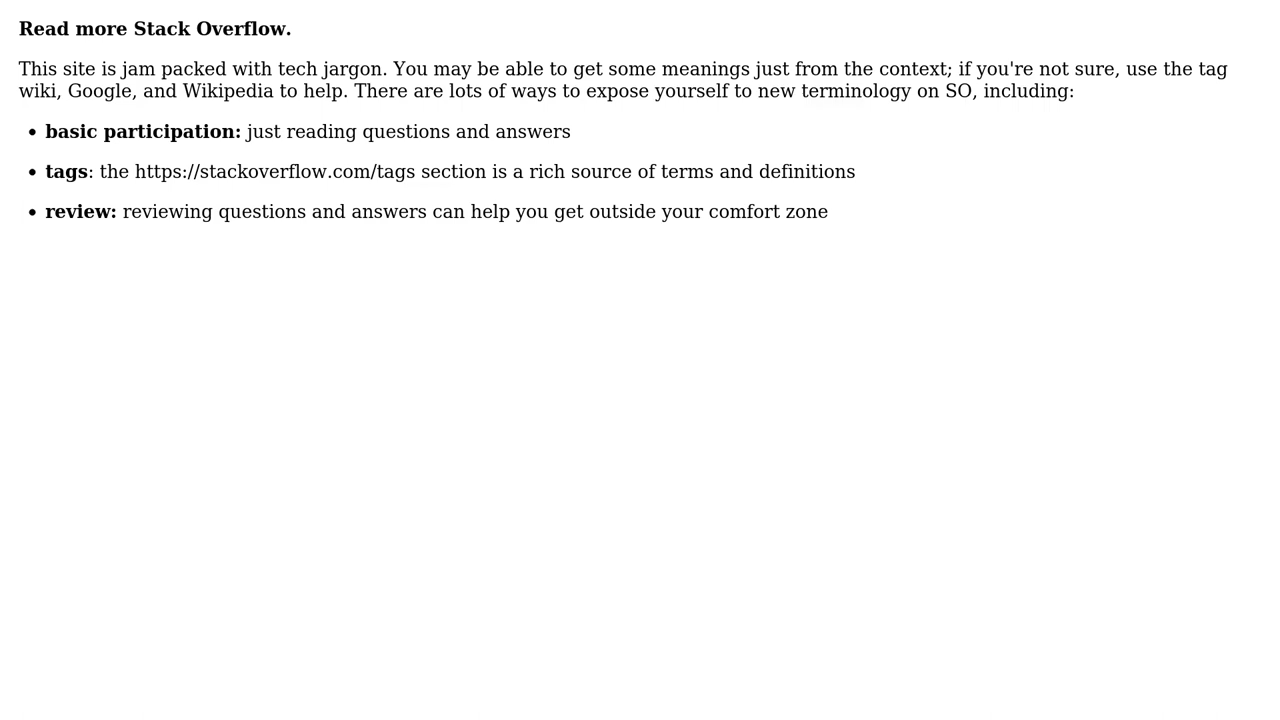 Read more Stack Overflow.
This site is jam packed with tech jargon. You may be able to get some meanings just from the context; if you're not sure, use the tag
wiki, Google, and Wikipedia to help. There are lots of ways to expose yourself to new terminology on SO, including:
• basic participation: just reading questions and answers
• tags: the https://stackoverflow.com/tags section is a rich source of terms and definitions
• review: reviewing questions and answers can help you get outside your comfort zone